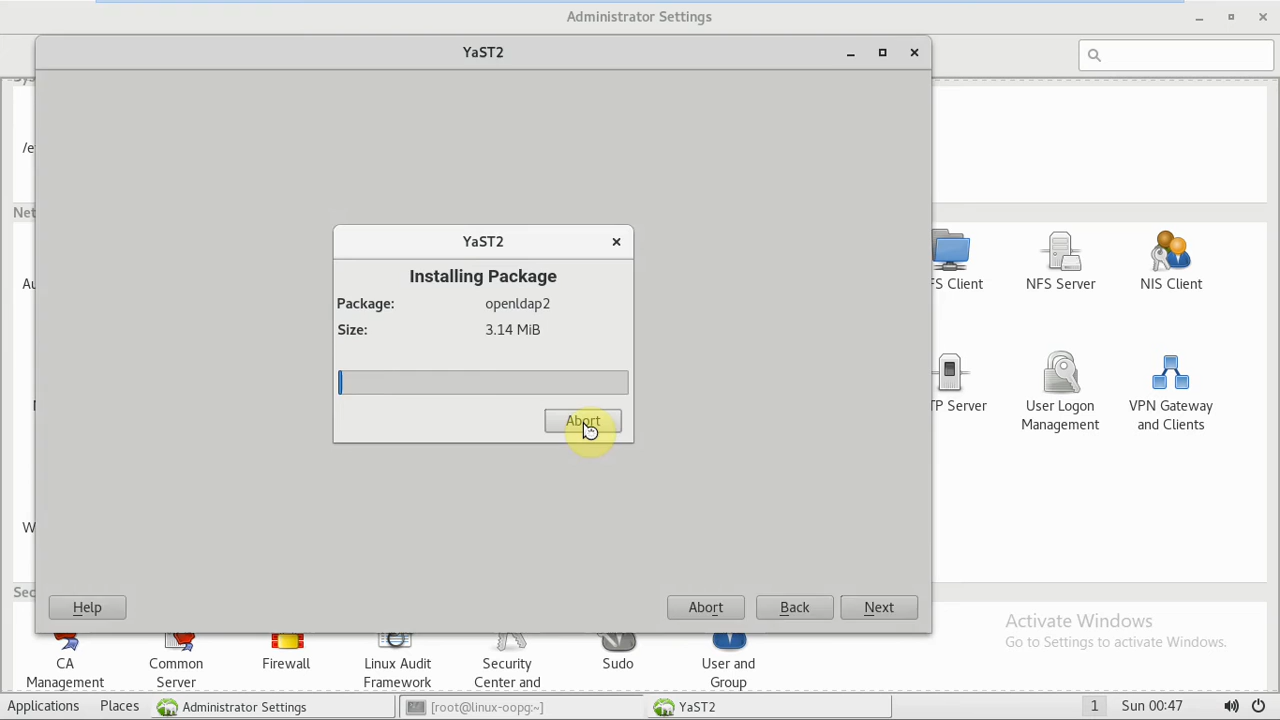 Administrator Settings
YaST2
/e
Net
FS Client
NFS Server
NIS Client
Au
YaST2
Installing Package
Package: openldap2
Size: 3.14 MiB
Abort
TP Server
User Logon
Management
VPN Gateway
and Clients
W
Sec
Help
Abort
Back
Next
Activate Windows
Go to Settings to activate Windows.
CA
Management
Common
Server
Firewall
Linux Audit
Framework
Security
Center and
Sudo
User and
Group
Applications
Places
Administrator Settings
[root@linux-oopg:~]
YaST2
1
Sun 00:47